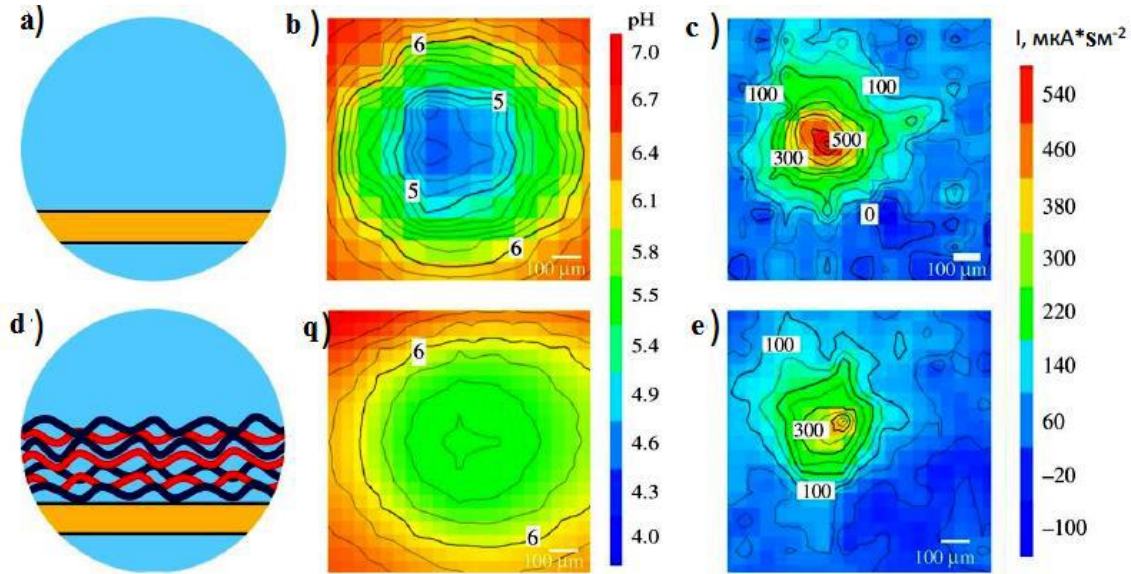 a)
b )
pH
c )
I, мкА*SM⁻²
6
5
5
6
100 µm
7.0
6.7
6.4
6.1
5.8
5.5
5.4
4.9
4.6
4.3
4.0
100
100
500
300
0
100 µm
540
460
380
300
220
140
60
–20
–100
d)
q)
6
6
100 µm
e )
100
300
100
100 µm